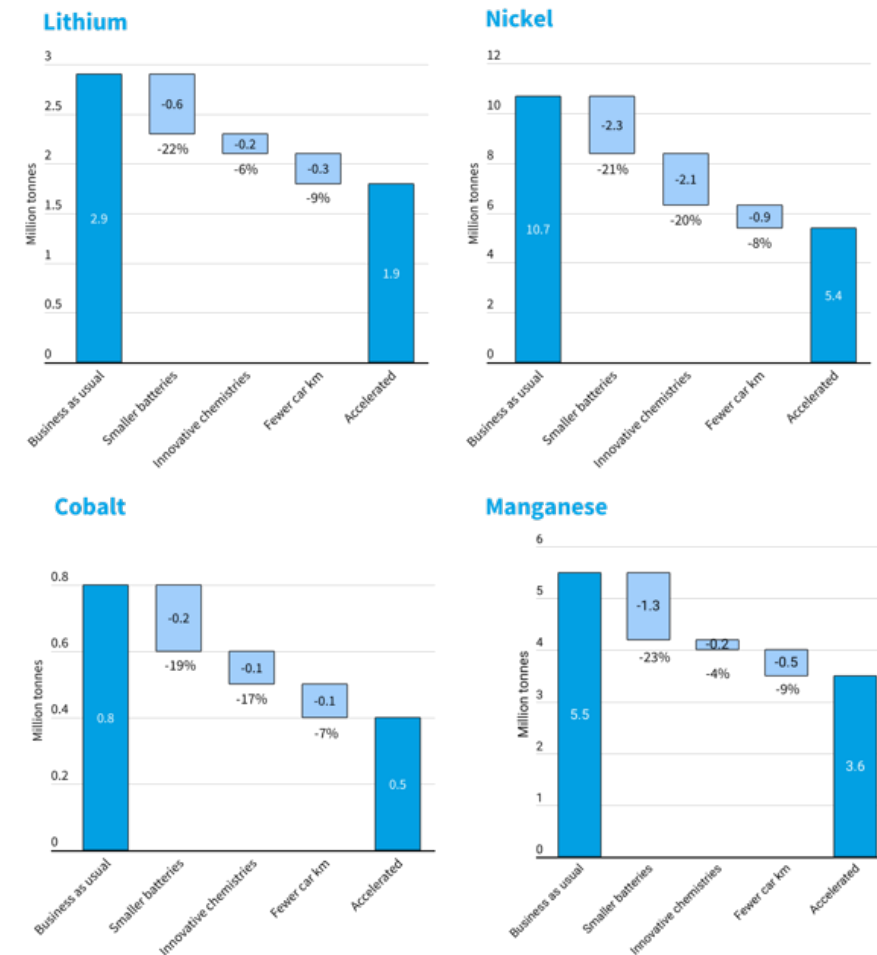 Lithium
3
2.5
2
1.5
1
0.5
0
Million tonnes
2.9
-0.6
-22%
-0.2
-6%
-0.3
-9%
1.9
Business as usual
Smaller batteries
Innovative chemistries
Fewer car km
Accelerated
Nickel
12
10
8
6
4
2
0
Million tonnes
10.7
-2.3
-21%
-2.1
-20%
-0.9
-8%
5.4
Business as usual
Smaller batteries
Innovative chemistries
Fewer car km
Accelerated
Cobalt
0.8
0.6
0.4
0.2
0
Million tonnes
0.8
-0.2
-19%
-0.1
-17%
-0.1
-7%
0.5
Business as usual
Smaller batteries
Innovative chemistries
Fewer car km
Accelerated
Manganese
6
5
4
3
2
1
0
Million tonnes
5.5
-1.3
-23%
-0.2
-4%
-0.5
-9%
3.6
Business as usual
Smaller batteries
Innovative chemistries
Fewer car km
Accelerated